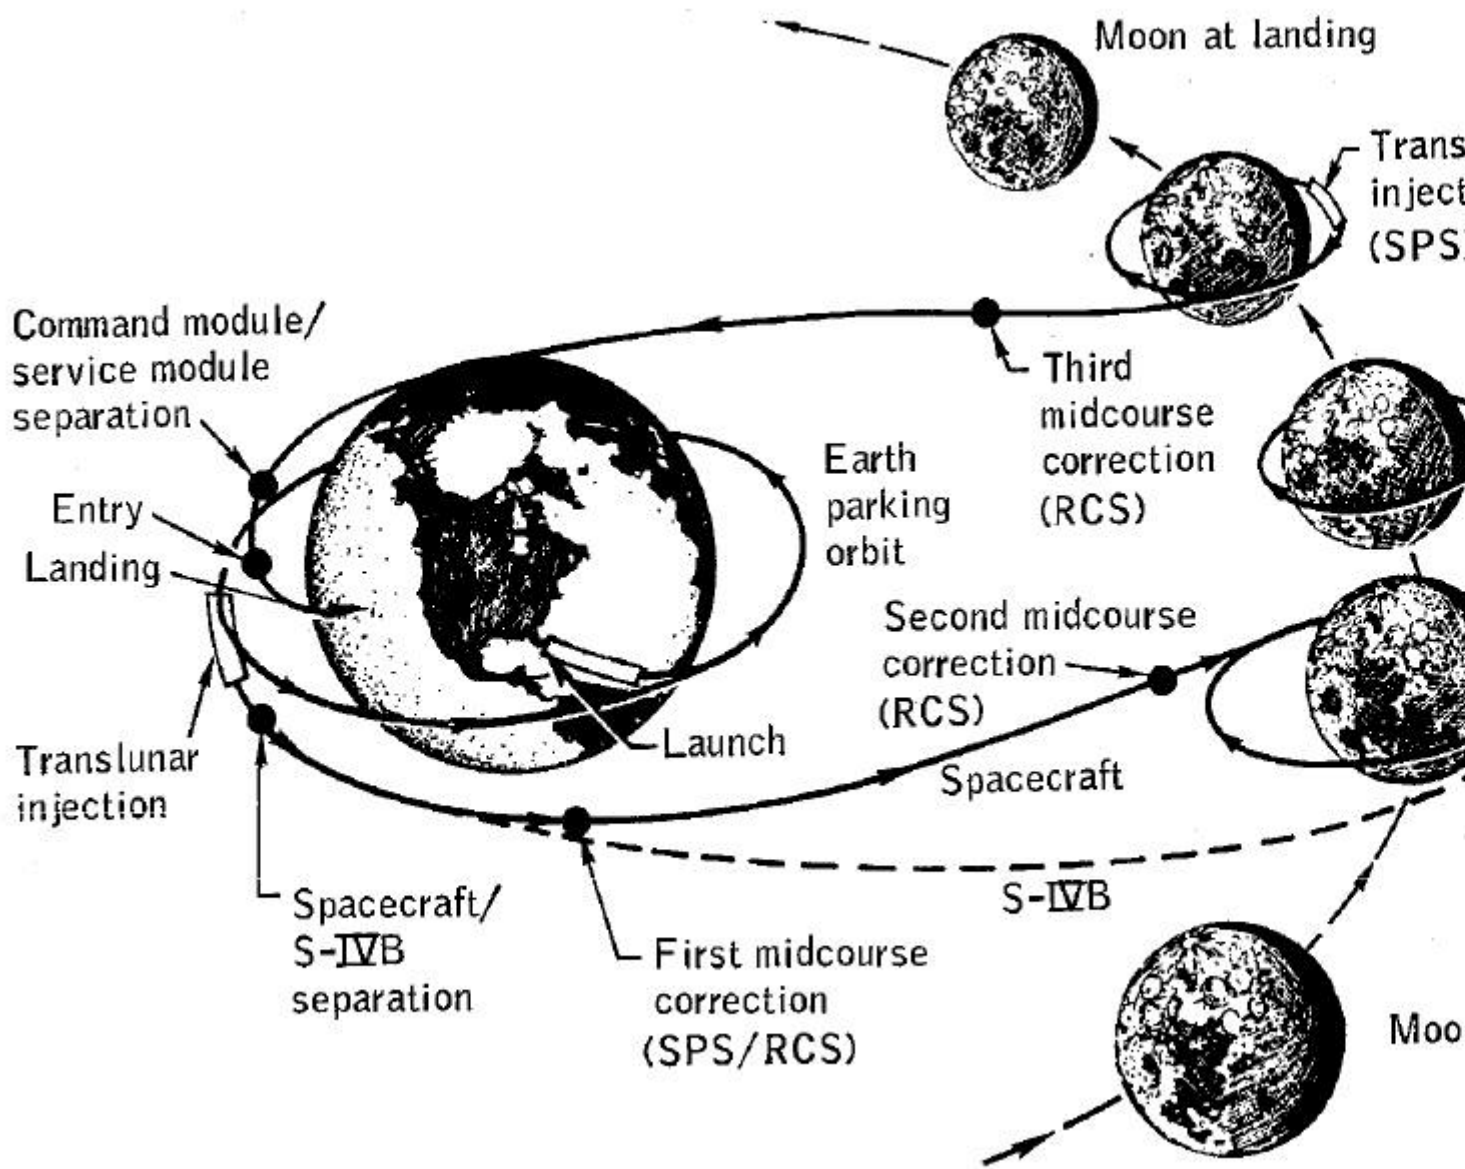 Moon at landing
Trans
inject
(SPS)
Command module/
service module
separation
Third
midcourse
correction
(RCS)
Earth
parking
orbit
Entry
Landing
Second midcourse
correction
(RCS)
Translunar
injection
Launch
Spacecraft
S-IVB
Spacecraft/
S-IVB
separation
First midcourse
correction
(SPS/RCS)
Moo